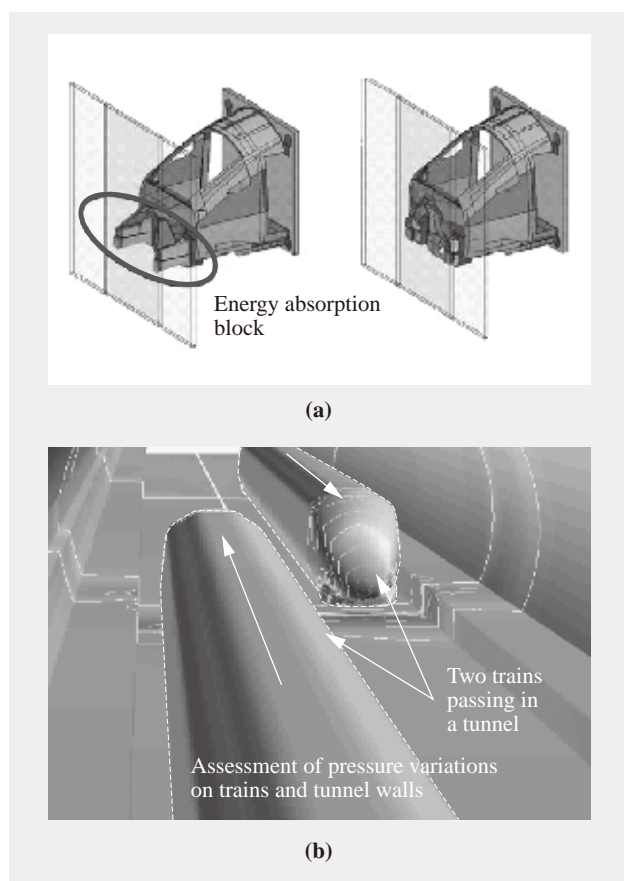 Energy absorption
block
(a)
Two trains
passing in
a tunnel
Assessment of pressure variations
on trains and tunnel walls
(b)